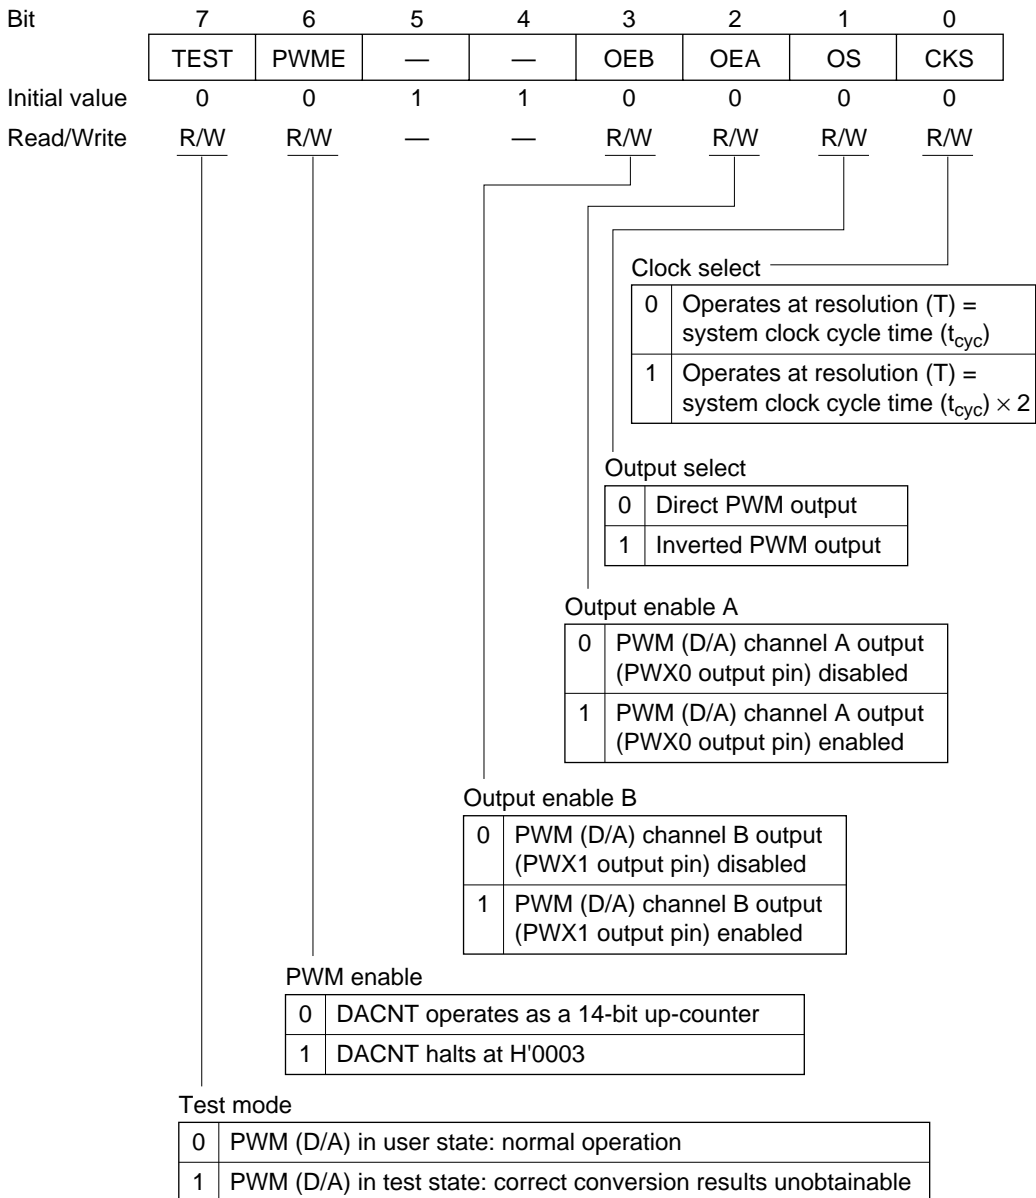 Bit 7 6 5 4 3 2 1 0
TEST PWME — — OEB OEA OS CKS
Initial value 0 0 1 1 0 0 0 0
Read/Write R/W R/W — — R/W R/W R/W R/W
Clock select
0 Operates at resolution (T) =
system clock cycle time (tcyc)
1 Operates at resolution (T) =
system clock cycle time (tcyc) × 2
Output select
0 Direct PWM output
1 Inverted PWM output
Output enable A
0 PWM (D/A) channel A output
(PWX0 output pin) disabled
1 PWM (D/A) channel A output
(PWX0 output pin) enabled
Output enable B
0 PWM (D/A) channel B output
(PWX1 output pin) disabled
1 PWM (D/A) channel B output
(PWX1 output pin) enabled
PWM enable
0 DACNT operates as a 14-bit up-counter
1 DACNT halts at H'0003
Test mode
0 PWM (D/A) in user state: normal operation
1 PWM (D/A) in test state: correct conversion results unobtainable